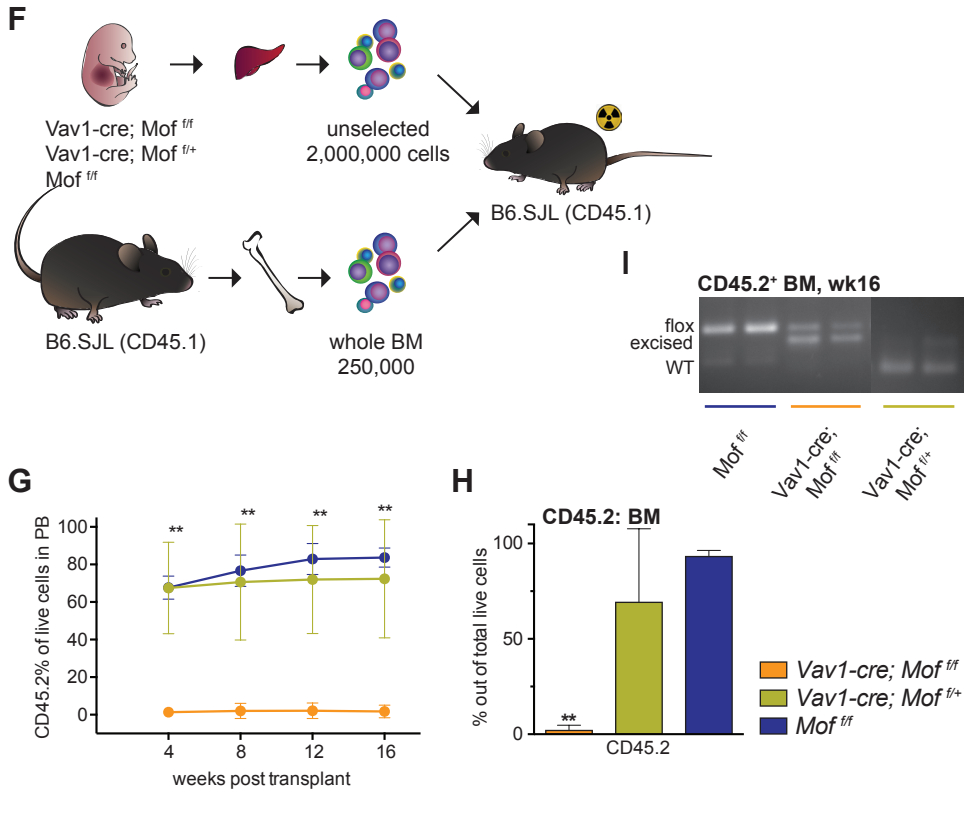 F
Vav1-cre; Mof f/f
Vav1-cre; Mof f/+
Mof f/f
unselected
2,000,000 cells
B6.SJL (CD45.1)
B6.SJL (CD45.1)
whole BM
250,000
I
CD45.2+ BM, wk16
flox
excised
WT
Mof f/f
Vav1-cre;
Mof f/f
Vav1-cre;
Mof f/+
G
CD45.2% of live cells in PB
100
80
60
40
20
0
** ** ** **
4 8 12 16
weeks post transplant
H
CD45.2: BM
% out of total live cells
100
50
0
**
CD45.2
Vav1-cre; Mof f/f
Vav1-cre; Mof f/+
Mof f/f